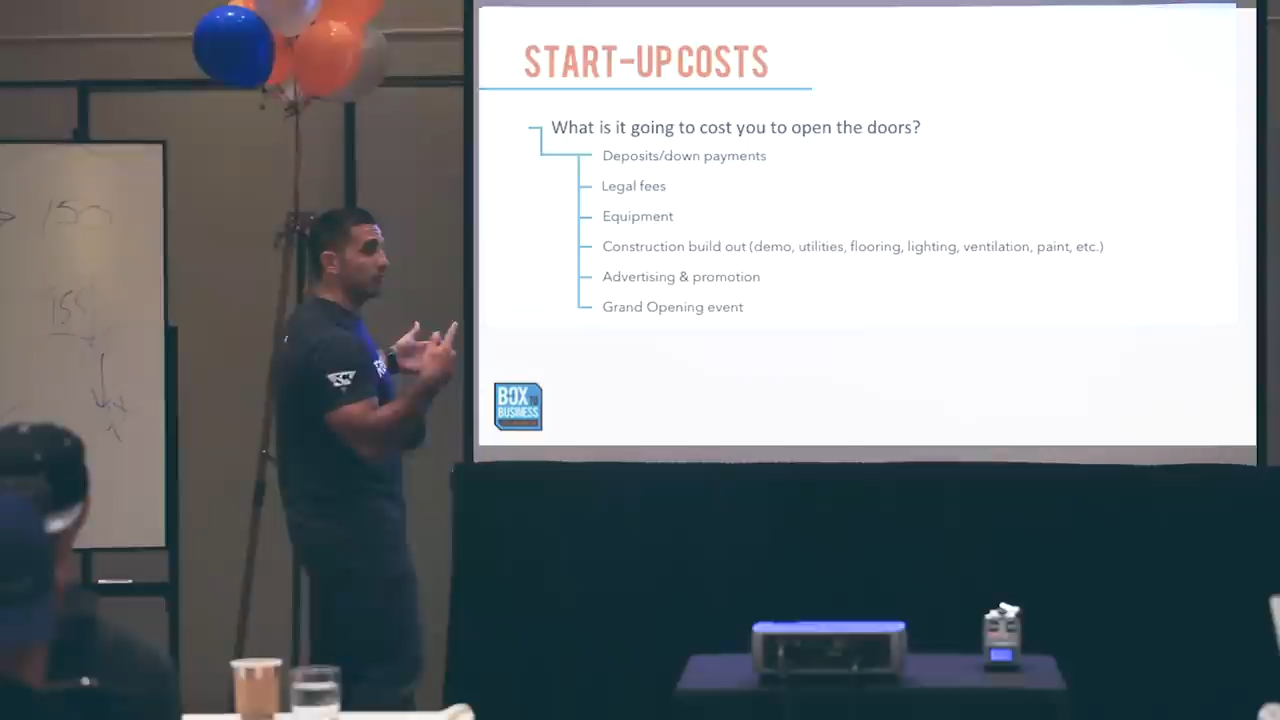 START-UP COSTS
What is it going to cost you to open the doors?
Deposits/down payments
Legal fees
Equipment
Construction build out (demo, utilities, flooring, lighting, ventilation, paint, etc.)
Advertising & promotion
Grand Opening event
BOX TO
BUSINESS
155